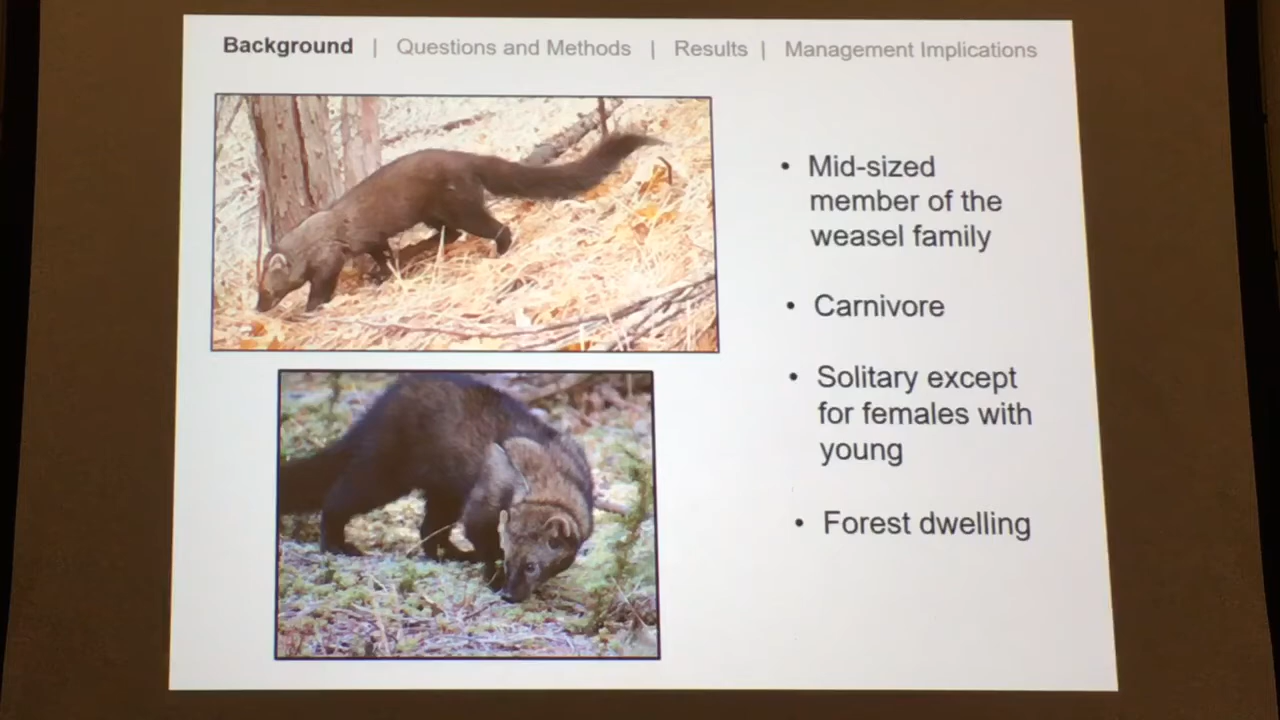 Background | Questions and Methods | Results | Management Implications
• Mid-sized
member of the
weasel family
• Carnivore
• Solitary except
for females with
young
• Forest dwelling